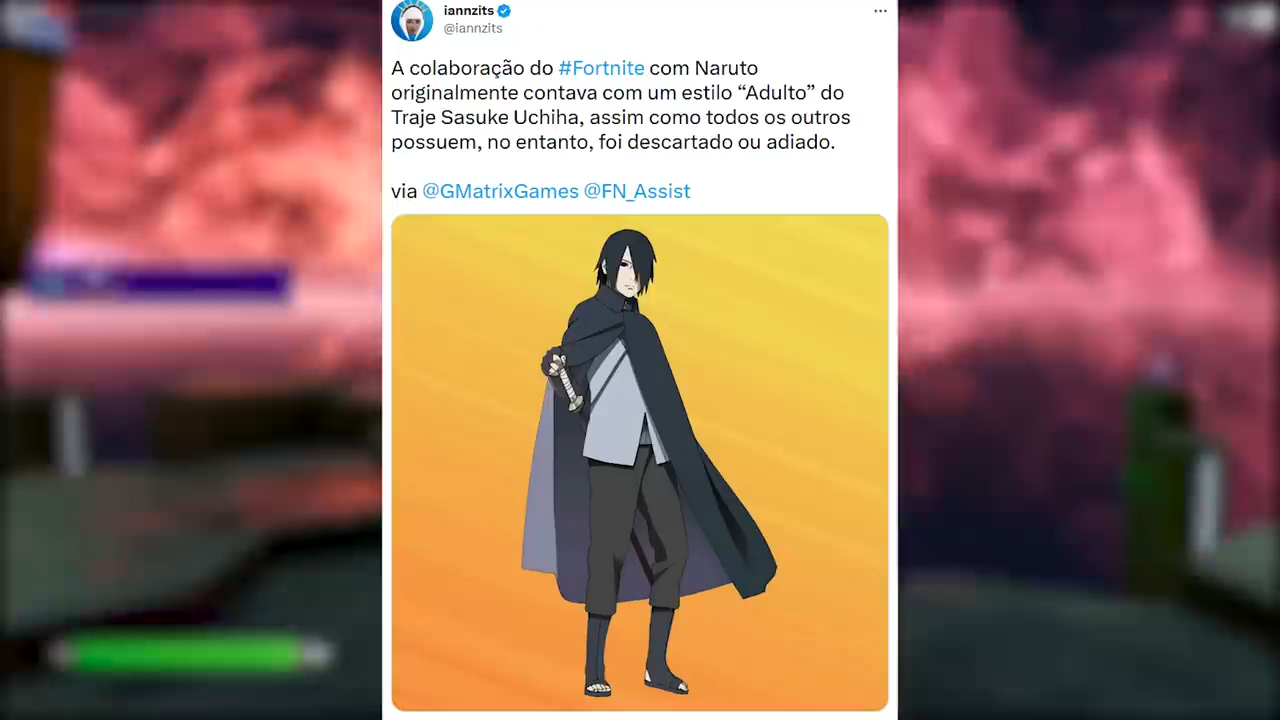 iannzits
@iannzits
A colaboração do #Fortnite com Naruto
originalmente contava com um estilo “Adulto” do
Traje Sasuke Uchiha, assim como todos os outros
possuem, no entanto, foi descartado ou adiado.
via @GMatrixGames @FN_Assist